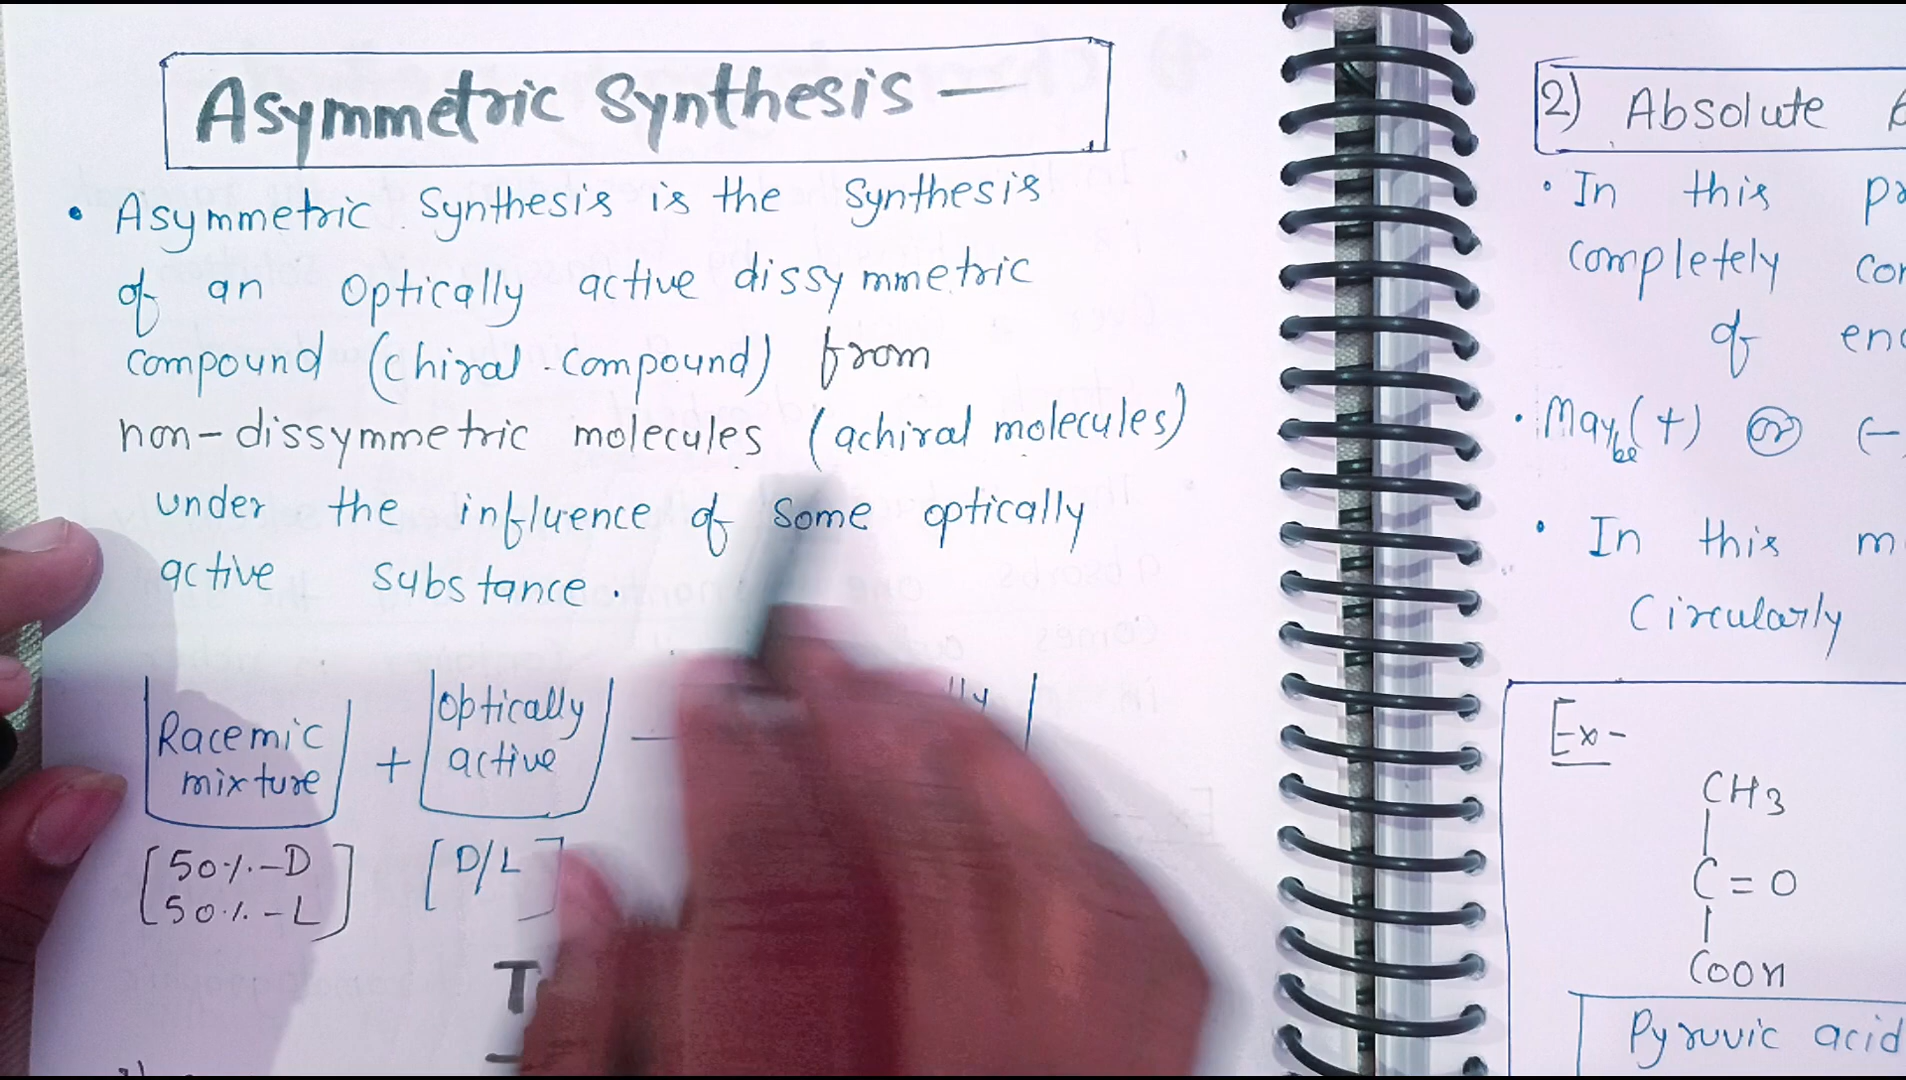 Asymmetric Synthesis —
• Asymmetric Synthesis is the Synthesis
of an Optically active dissymmetric
compound (chiral compound) from
non-dissymmetric molecules (achiral molecules)
under the influence of some optically
active substance.
Racemic
mixture
+
Optically
active
[50%-D
50%-L]
[D/L]
2) Absolute
• In this
completely
of
• May be (+) or (-
• In this
Circularly
Ex-
CH3
C=O
COOH
Pyruvic acid